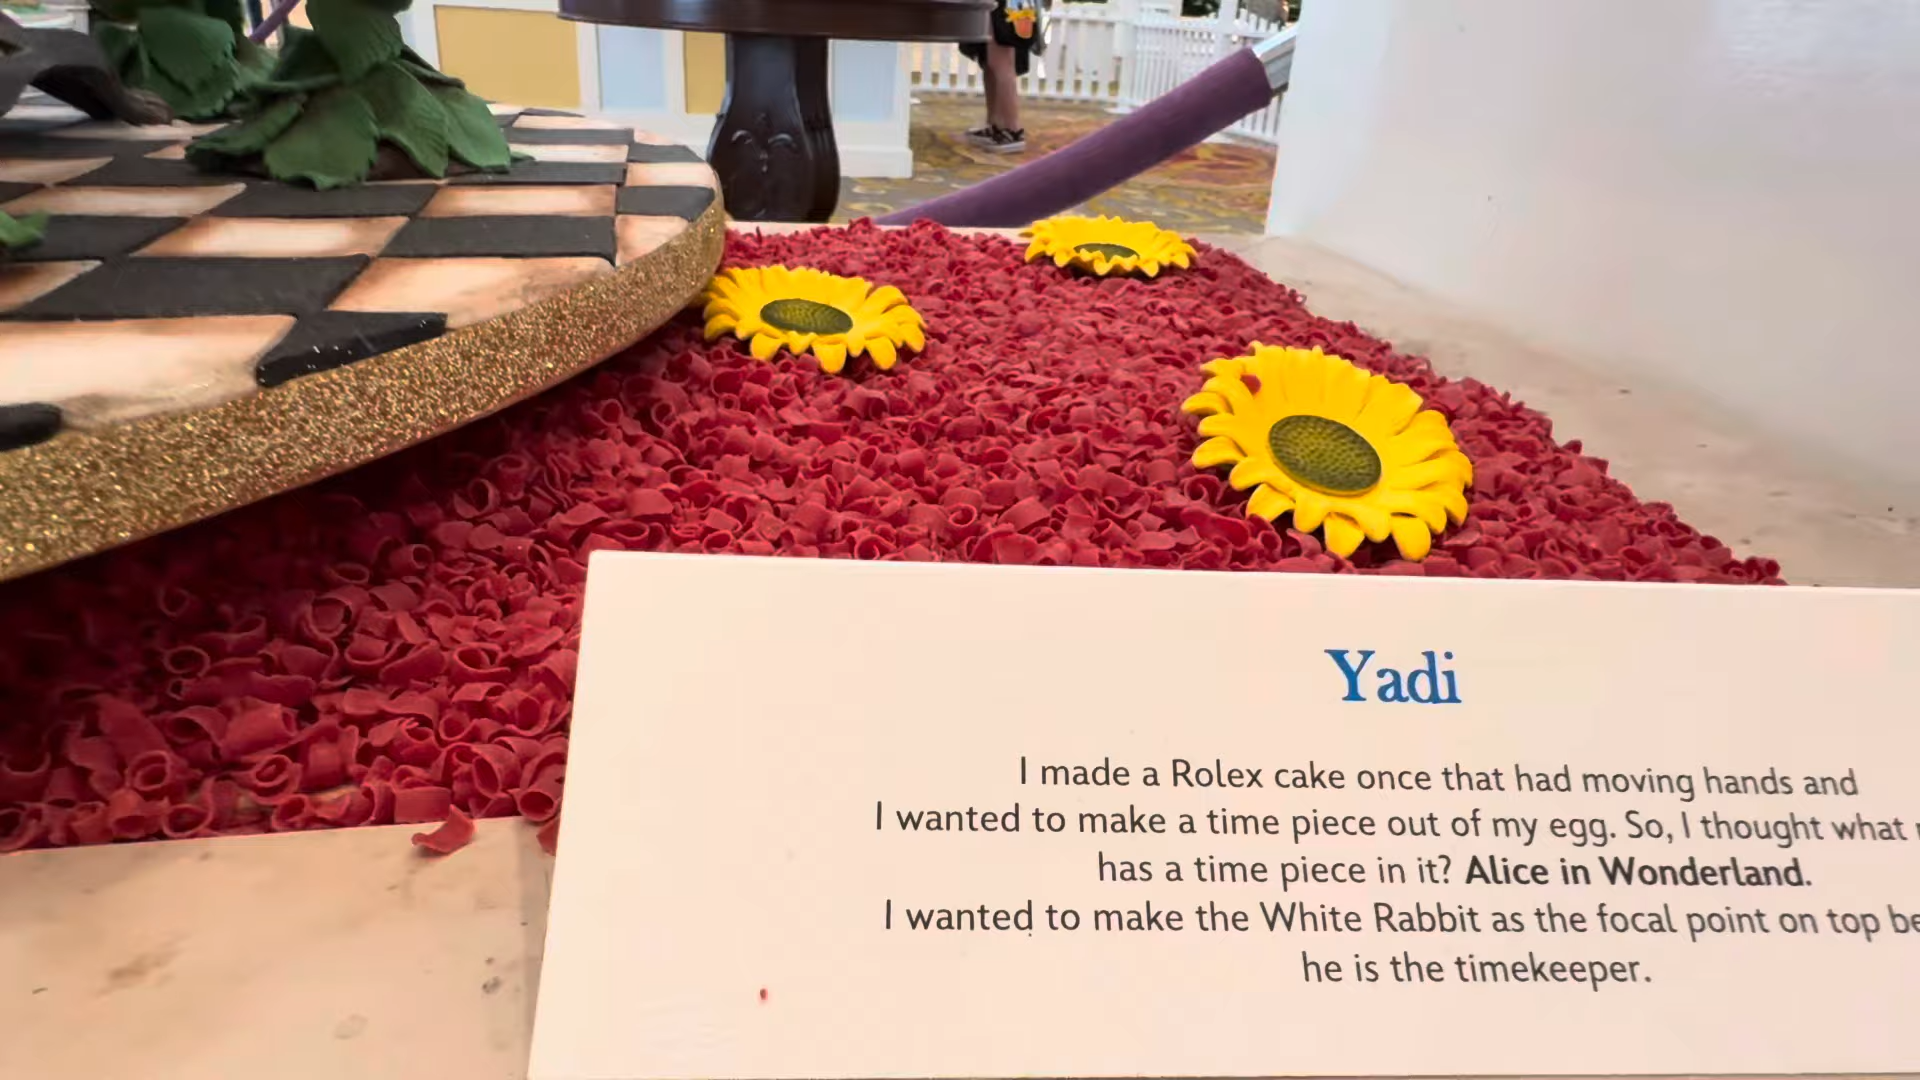 Yadi
I made a Rolex cake once that had moving hands and
I wanted to make a time piece out of my egg. So, I thought what
has a time piece in it? Alice in Wonderland.
I wanted to make the White Rabbit as the focal point on top
he is the timekeeper.